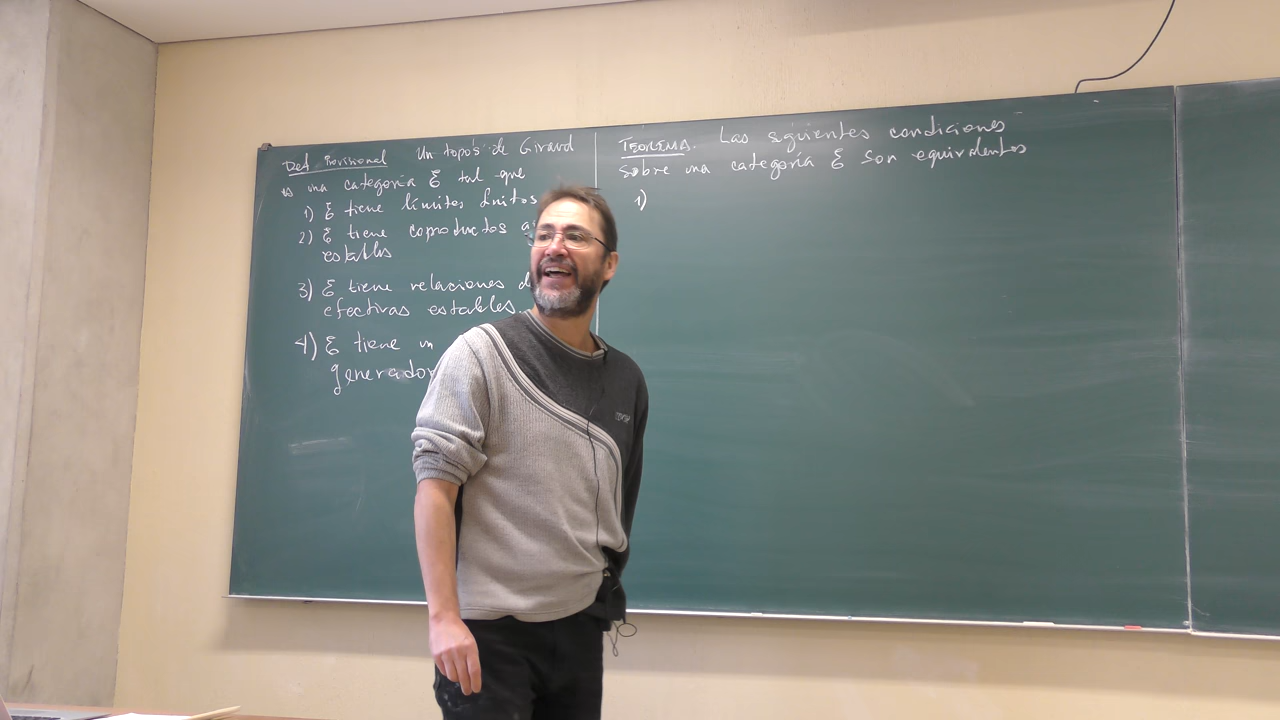 Def Provisional Un topos de Giraud
es una categoría ℰ tal que
1) ℰ tiene límites finitos
2) ℰ tiene coproductos
estables
3) ℰ tiene relaciones
efectivas estables
4) ℰ tiene un
generador
TEOREMA. Las siguientes condiciones
sobre una categoría ℰ son equivalentes
1)